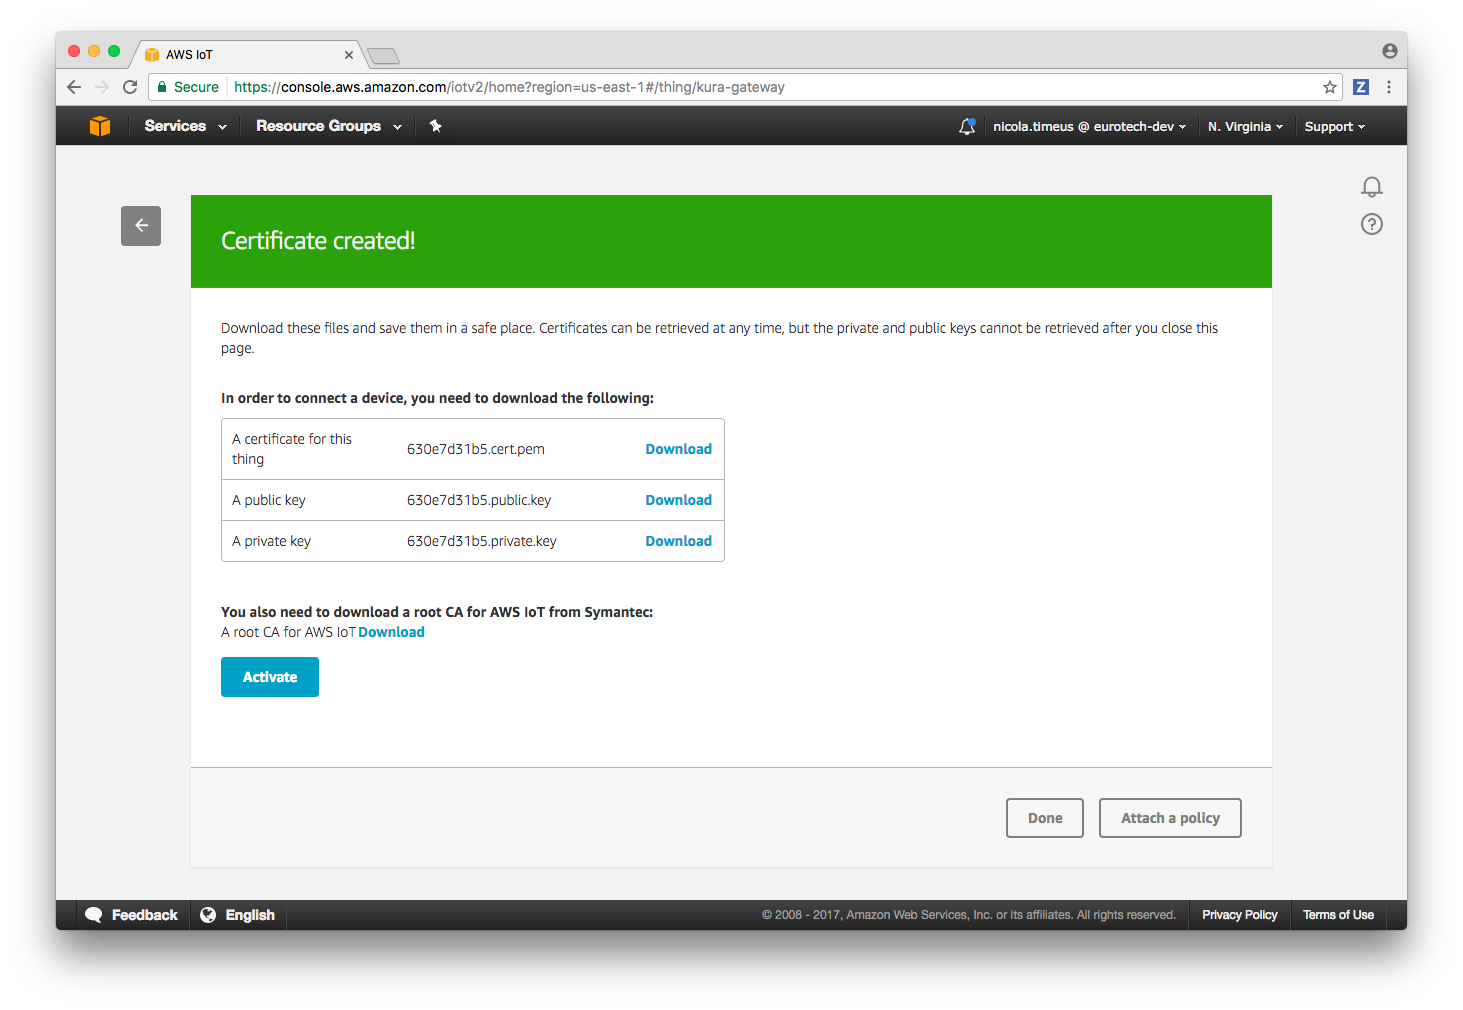 AWS IoT
Secure https://console.aws.amazon.com/iotv2/home?region=us-east-1#/thing/kura-gateway
Z
Services Resource Groups nicola.timeus @ eurotech-dev N. Virginia Support
Certificate created!
Download these files and save them in a safe place. Certificates can be retrieved at any time, but the private and public keys cannot be retrieved after you close this
page.
In order to connect a device, you need to download the following:
A certificate for this
thing
630e7d31b5.cert.pem Download
A public key 630e7d31b5.public.key Download
A private key 630e7d31b5.private.key Download
You also need to download a root CA for AWS IoT from Symantec:
A root CA for AWS IoT Download
Activate
Done Attach a policy
Feedback English © 2008 - 2017, Amazon Web Services, Inc. or its affiliates. All rights reserved. Privacy Policy Terms of Use